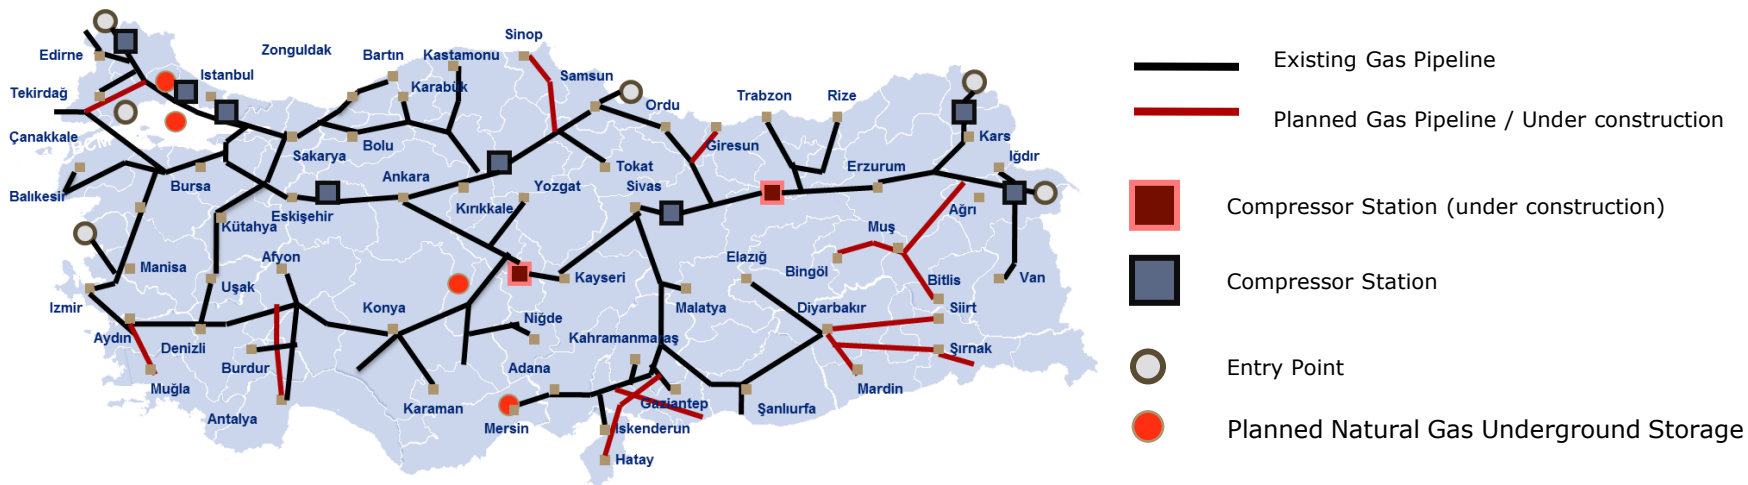 Sinop
Zonguldak
Bartın
Kastamonu
Edirne
Istanbul
Samsun
Karabük
Tekirdağ
Ordu
Trabzon
Rize
Çanakkale
Kars
Giresun
Bolu
Sakarya
Iğdır
Tokat
Erzurum
Bursa
Ankara
Yozgat
Sivas
Balıkesir
Kırıkkale
Ağrı
Eskişehir
Kütahya
Muş
Afyon
Elazığ
Manisa
Bingöl
Kayseri
Uşak
Bitlis
Van
Izmir
Konya
Malatya
Diyarbakır
Siirt
Niğde
Aydın
Kahramanmaraş
Denizli
Şırnak
Burdur
Adana
Muğla
Mardin
Gaziantep
Karaman
Şanlıurfa
Antalya
Mersin
Iskenderun
Hatay
Existing Gas Pipeline
Planned Gas Pipeline / Under construction
Compressor Station (under construction)
Compressor Station
Entry Point
Planned Natural Gas Underground Storage